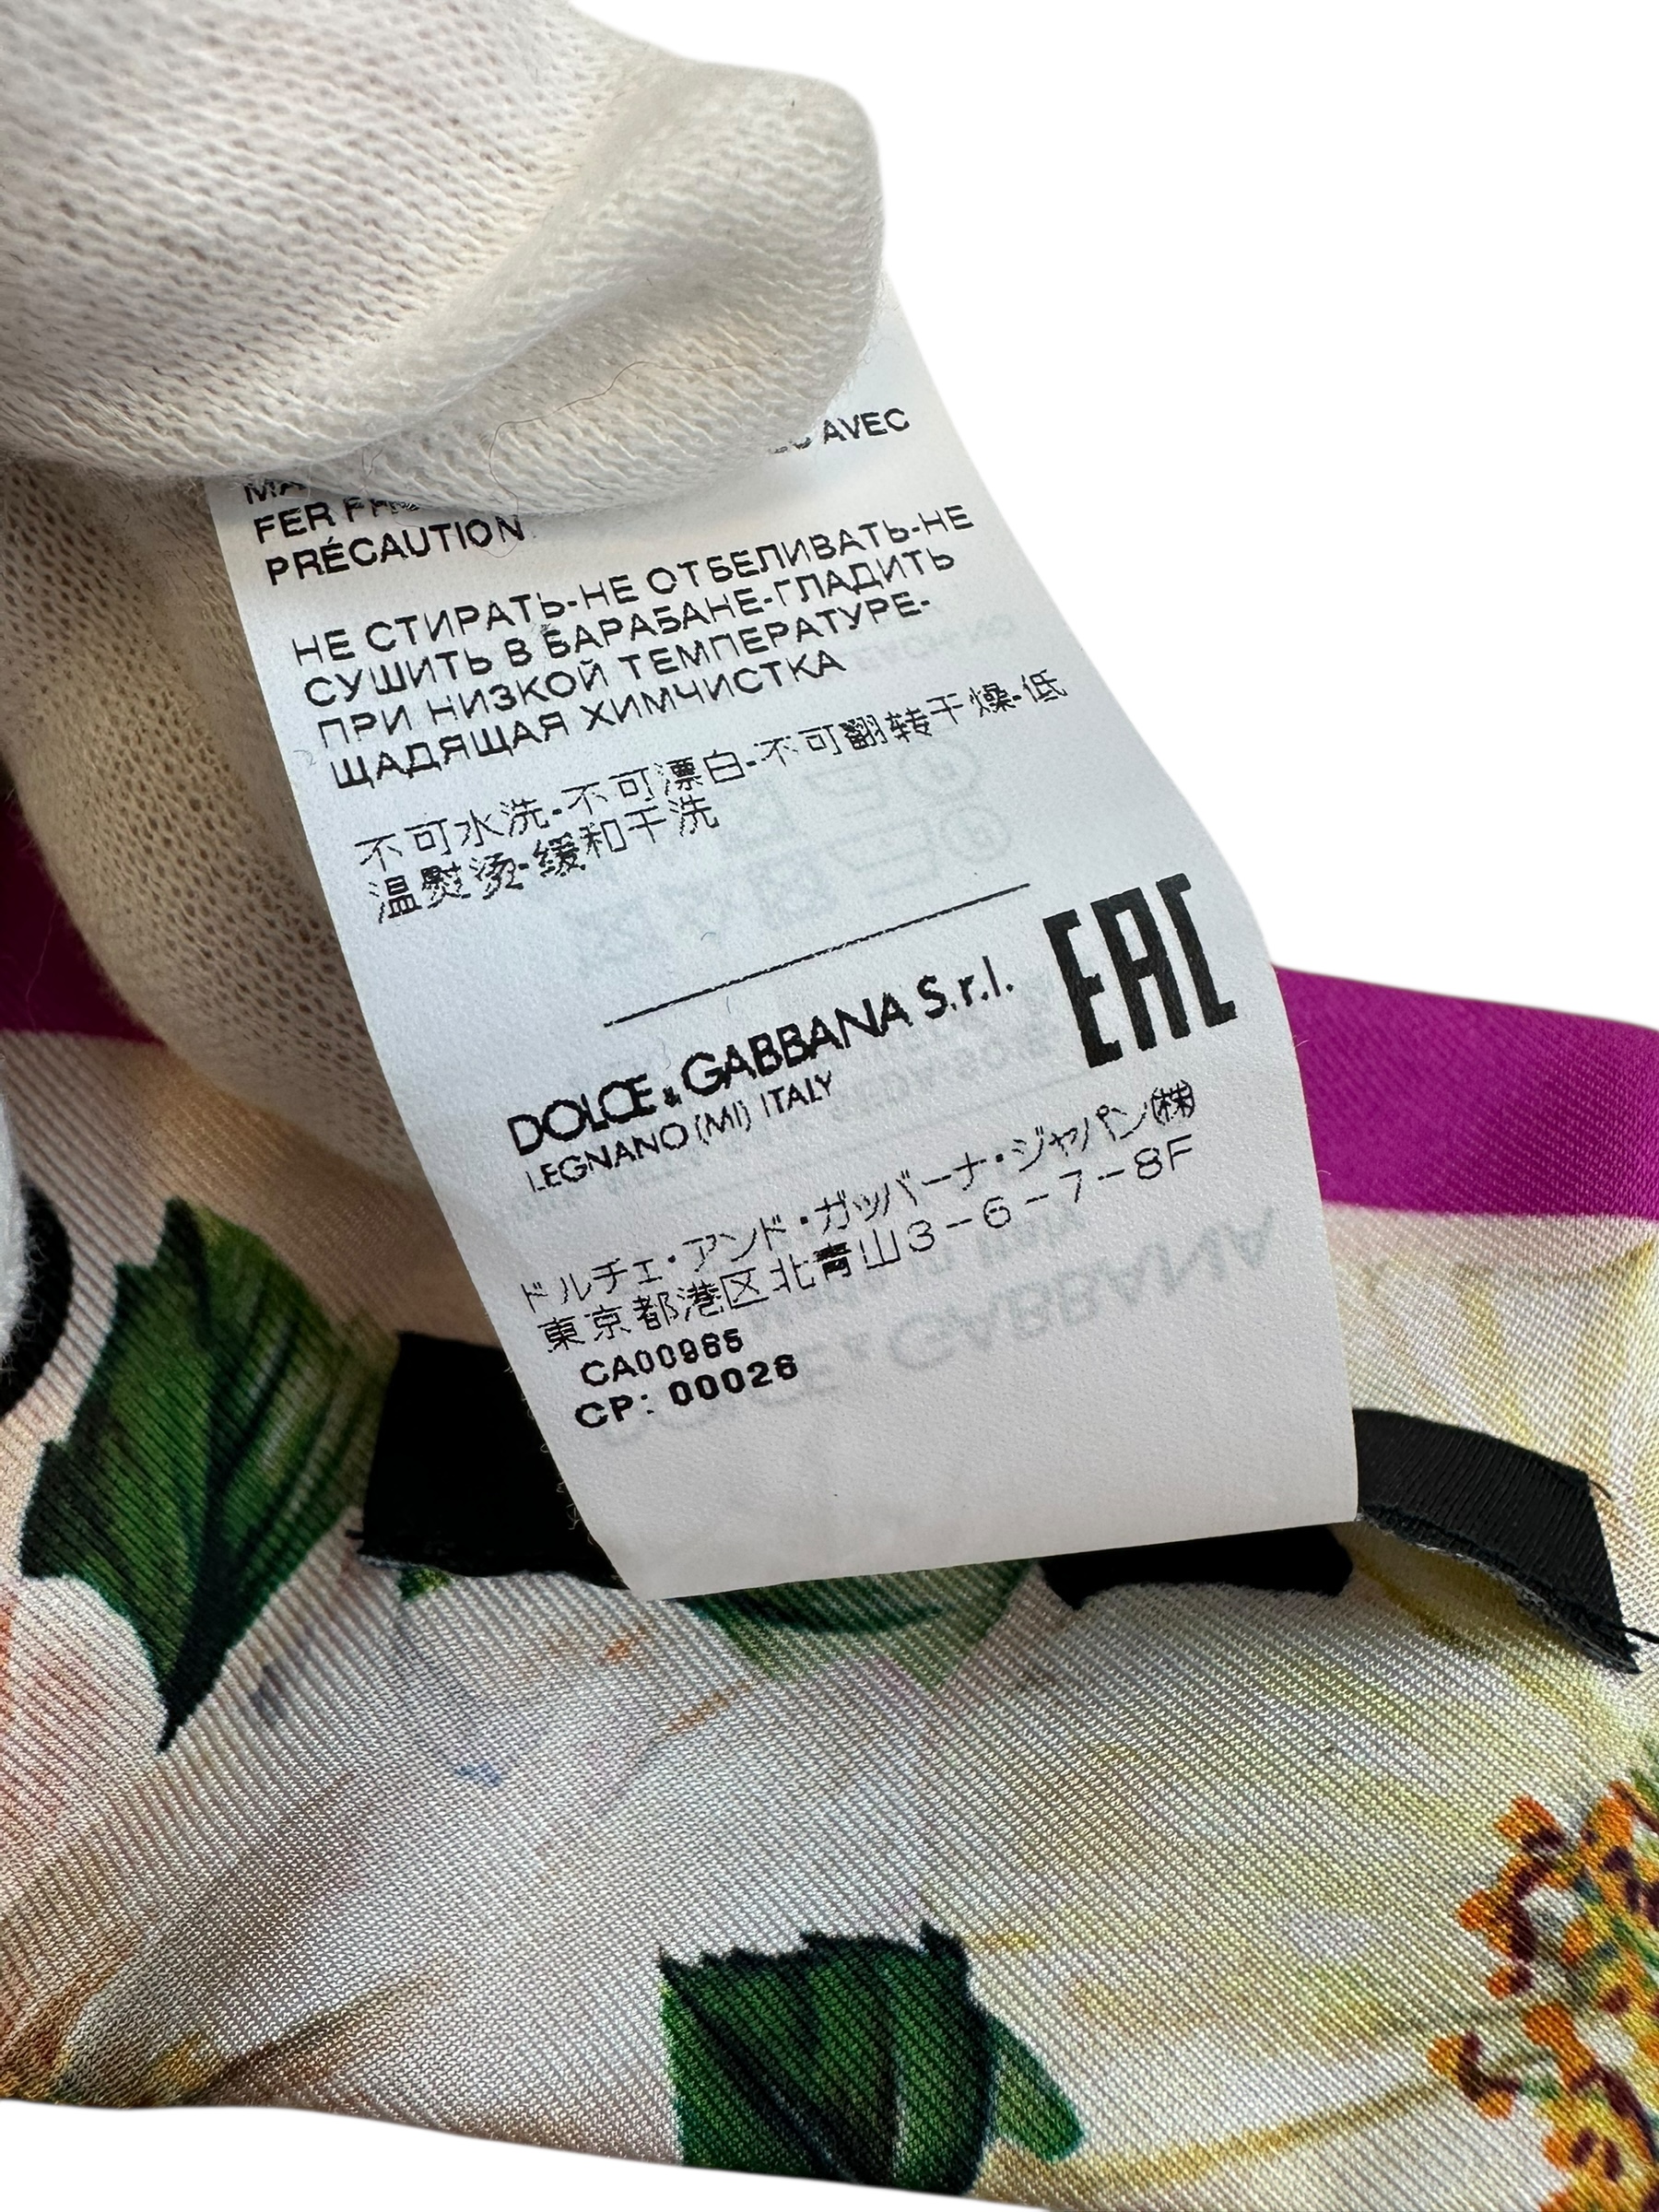 AVEC
FER
PRÉCAUTION
НЕ СТИРАТЬ-НЕ ОТБЕЛИВАТЬ-НЕ
СУШИТЬ В БАРАБАНЕ-ГЛАДИТЬ
ПРИ НИЗКОЙ ТЕМПЕРАТУРЕ-
ЩАДЯЩАЯ ХИМЧИСТКА
不可水洗-不可漂白-不可翻转干燥-低
温熨烫-缓和干洗
DOLCE & GABBANA S.r.l.
LEGNANO (MI) ITALY
EAC
ドルチェ・アンド・ガッバーナ・ジャパン㈱
東京都港区北青山3-6-7-8F
CA00985
CP: 00026